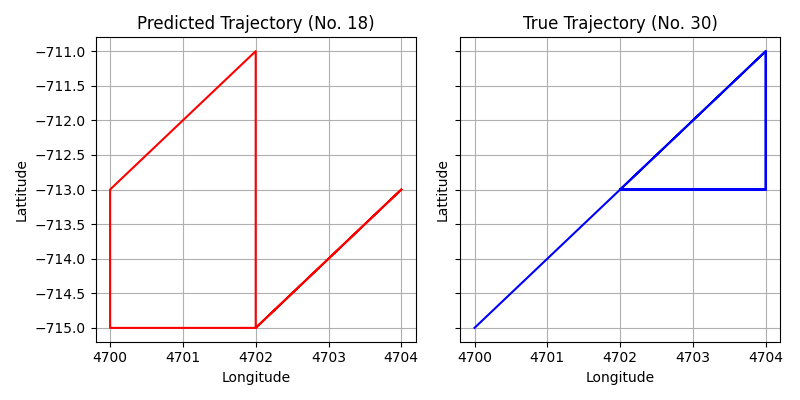 Predicted Trajectory (No. 18)
True Trajectory (No. 30)
−711.0
−711.5
−712.0
−712.5
−713.0
−713.5
−714.0
−714.5
−715.0
Lattitude
Lattitude
4700 4701 4702 4703 4704
4700 4701 4702 4703 4704
Longitude
Longitude